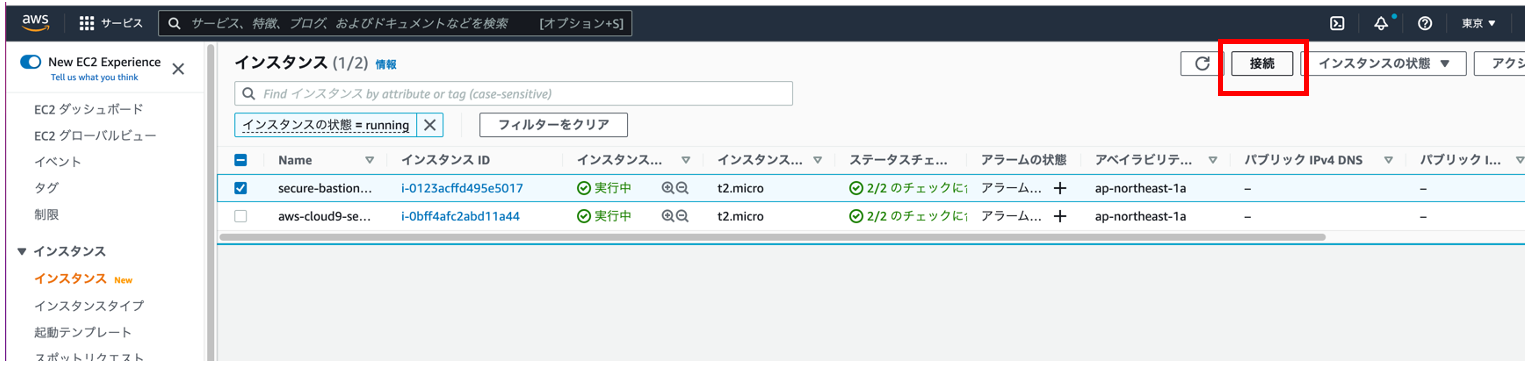 aws サービス サービス、特徴、ブログ、およびドキュメントなどを検索 [オプション+S] 東京
New EC2 Experience
Tell us what you think
EC2 ダッシュボード
EC2 グローバルビュー
イベント
タグ
制限
インスタンス
インスタンス New
インスタンスタイプ
起動テンプレート
スポットリクエスト
インスタンス (1/2) 情報 接続 インスタンスの状態 アクシ
Find インスタンス by attribute or tag (case-sensitive)
インスタンスの状態 = running フィルターをクリア
Name インスタンス ID インスタンス... インスタンス... ステータスチェ... アラームの状態 アベイラビリテ... パブリック IPv4 DNS パブリック I...
secure-bastion... i-0123acffd495e5017 実行中 t2.micro 2/2 のチェックに アラーム... ap-northeast-1a –  –
aws-cloud9-se... i-0bff4afc2abd11a44 実行中 t2.micro 2/2 のチェックに アラーム... ap-northeast-1a –  –